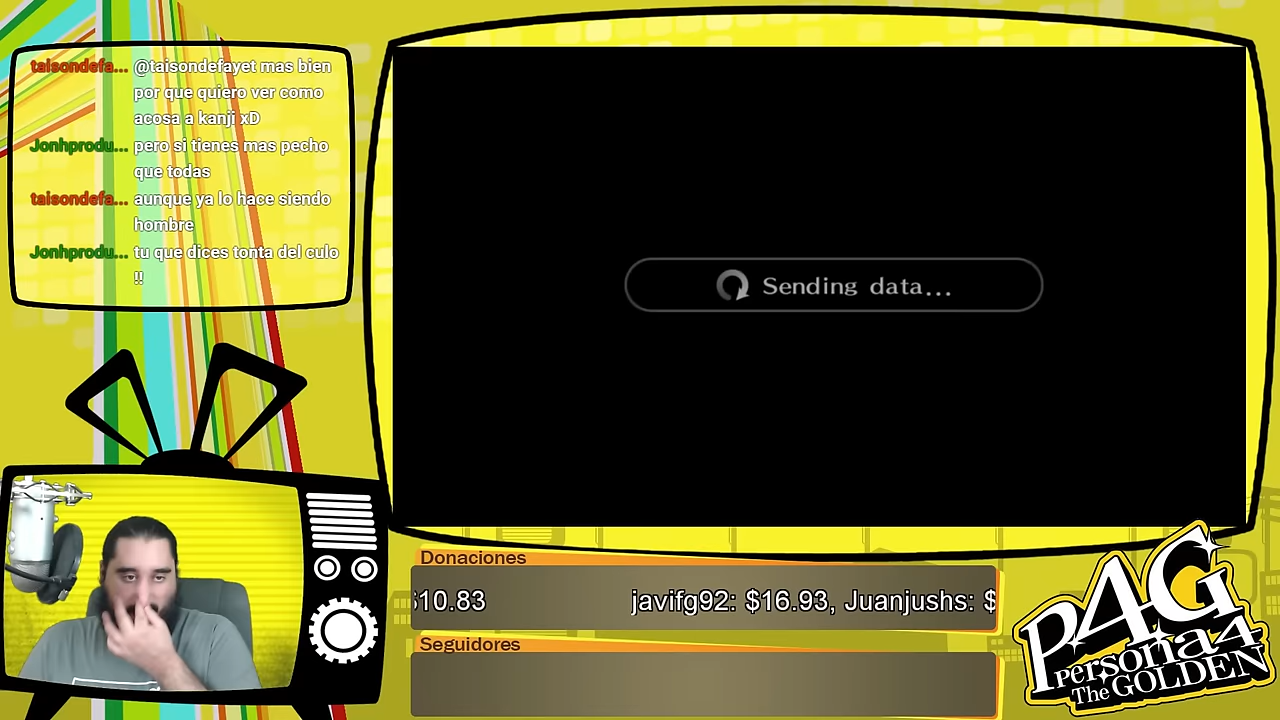 taisondefa... @taisondefayet mas bien
por que quiero ver como
acosa a kanji xD
Jonhprodu... pero si tienes mas pecho
que todas
taisondefa... aunque ya lo hace siendo
hombre
Jonhprodu... tu que dices tonta del culo
!!
Sending data...
Donaciones
$10.83 javifg92: $16.93, Juanjushs: $
Seguidores
P4G
Persona 4
The GOLDEN